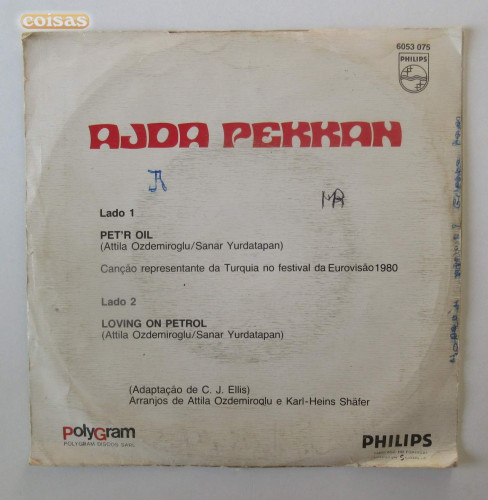 coisas
6053 075
PHILIPS
AJDA PEKKAN
Lado 1
PET'R OIL
(Attila Ozdemiroglu/Sanar Yurdatapan)
Canção representante da Turquia no festival da Eurovisão 1980
Lado 2
LOVING ON PETROL
(Attila Ozdemiroglu/Sanar Yurdatapan)
(Adaptação de C. J. Ellis)
Arranjos de Attila Ozdemiroglu e Karl-Heins Shäfer
PolyGram
POLYGRAM DISCOS
PHILIPS